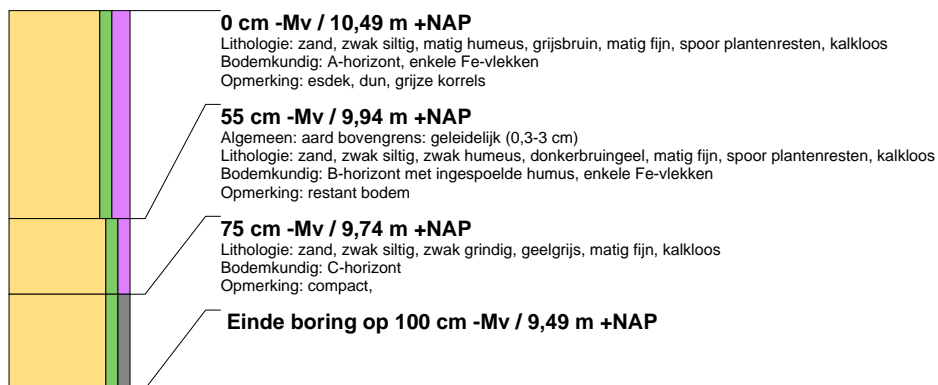 0 cm -Mv / 10,49 m +NAP
Lithologie: zand, zwak siltig, matig humeus, grijsbruin, matig fijn, spoor plantenresten, kalkloos
Bodemkundig: A-horizont, enkele Fe-vlekken
Opmerking: esdek, dun, grijze korrels
55 cm -Mv / 9,94 m +NAP
Algemeen: aard bovengrens: geleidelijk (0,3-3 cm)
Lithologie: zand, zwak siltig, zwak humeus, donkerbruingeel, matig fijn, spoor plantenresten, kalkloos
Bodemkundig: B-horizont met ingespoelde humus, enkele Fe-vlekken
Opmerking: restant bodem
75 cm -Mv / 9,74 m +NAP
Lithologie: zand, zwak siltig, zwak grindig, geelgrijs, matig fijn, kalkloos
Bodemkundig: C-horizont
Opmerking: compact,
Einde boring op 100 cm -Mv / 9,49 m +NAP